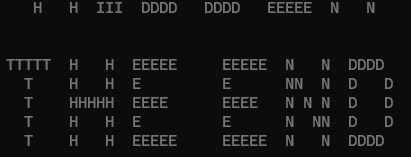 H   H  III  DDDD   DDDD   EEEEE  N   N
TTTTT  H   H  EEEEE     EEEEE  N   N  DDDD
  T    H   H  E         E      NN  N  D   D
  T    HHHHH  EEEE      EEEE   N N N  D   D
  T    H   H  E         E      N  NN  D   D
  T    H   H  EEEEE     EEEEE  N   N  DDDD